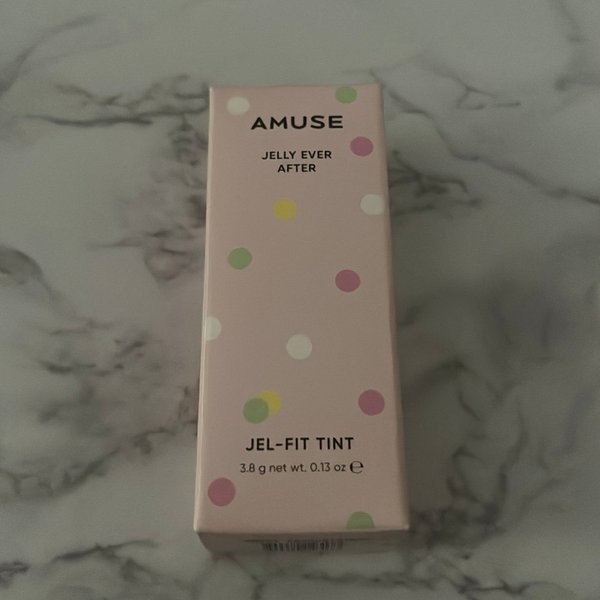 AMUSE
JELLY EVER
AFTER
JEL-FIT TINT
3.8 g net wt. 0.13 oz ℮